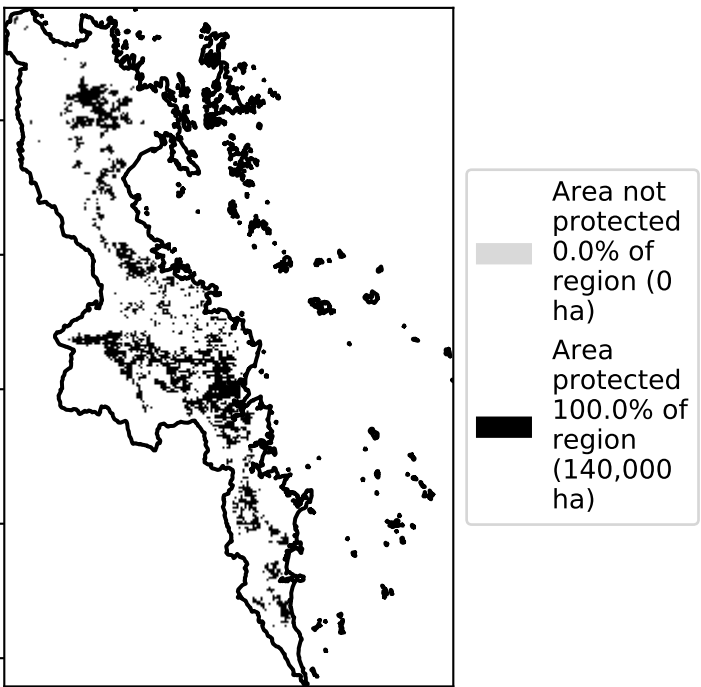 Area not
protected
0.0% of
region (0
ha)
Area
protected
100.0% of
region
(140,000
ha)